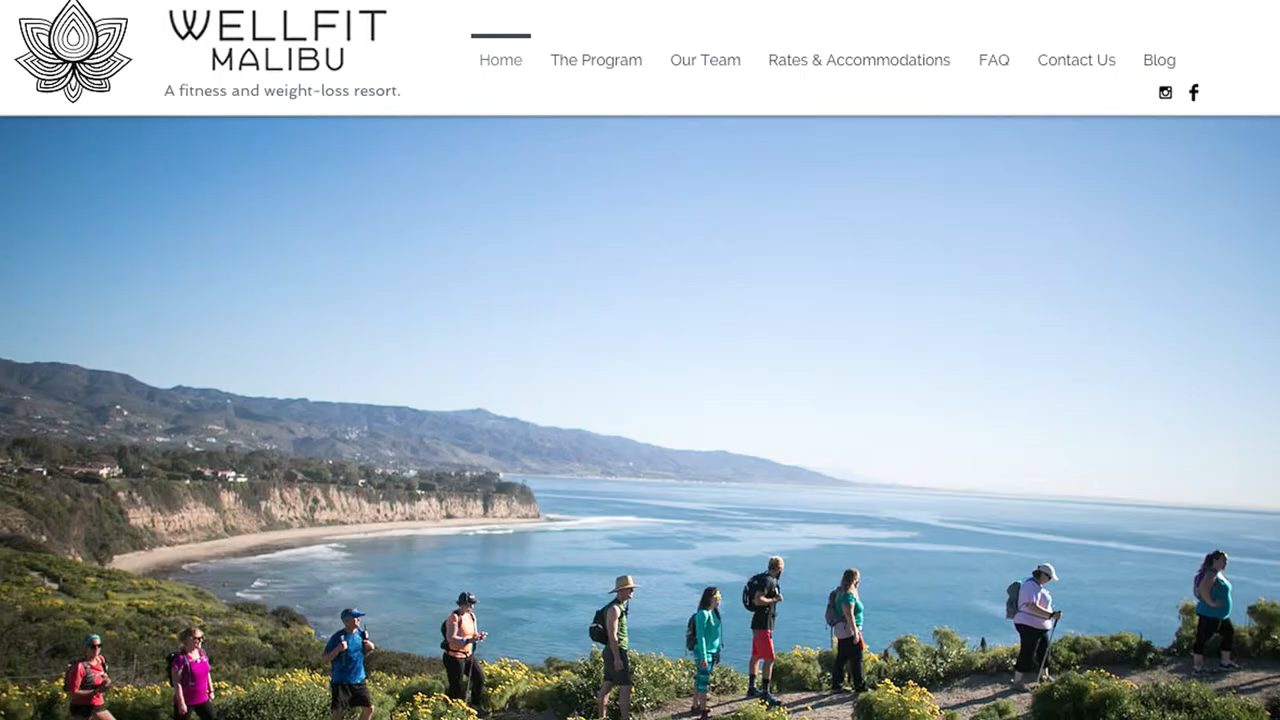 WELLFIT
MALIBU
A fitness and weight-loss resort.
Home The Program Our Team Rates & Accommodations FAQ Contact Us Blog